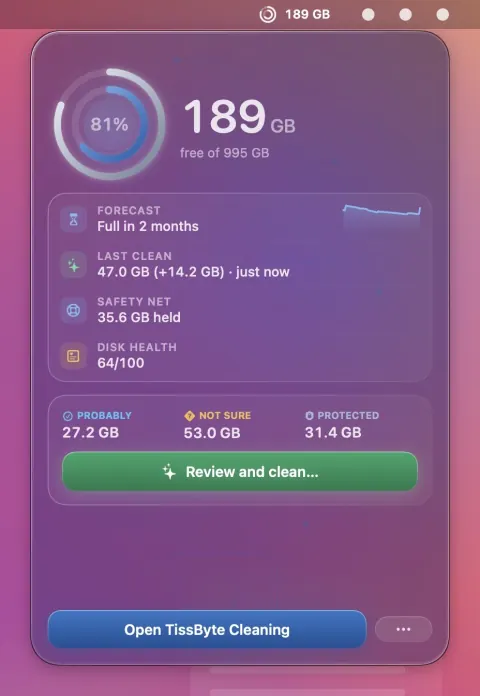 189 GB
81%
189 GB
free of 995 GB
FORECAST
Full in 2 months
LAST CLEAN
47.0 GB (+14.2 GB) · just now
SAFETY NET
35.6 GB held
DISK HEALTH
64/100
PROBABLY
27.2 GB
NOT SURE
53.0 GB
PROTECTED
31.4 GB
Review and clean...
Open TissByte Cleaning